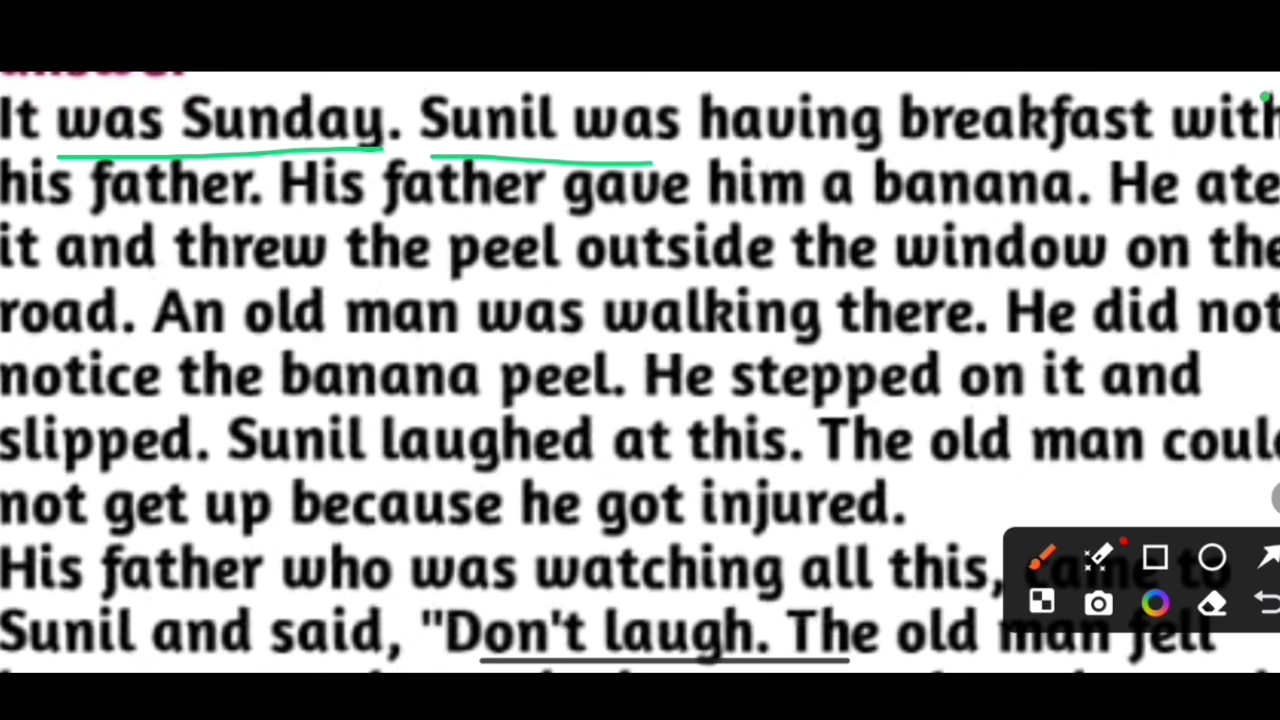 It was Sunday. Sunil was having breakfast with
his father. His father gave him a banana. He ate
it and threw the peel outside the window on the
road. An old man was walking there. He did not
notice the banana peel. He stepped on it and
slipped. Sunil laughed at this. The old man could
not get up because he got injured.
His father who was watching all this, came to
Sunil and said, "Don't laugh. The old man fell